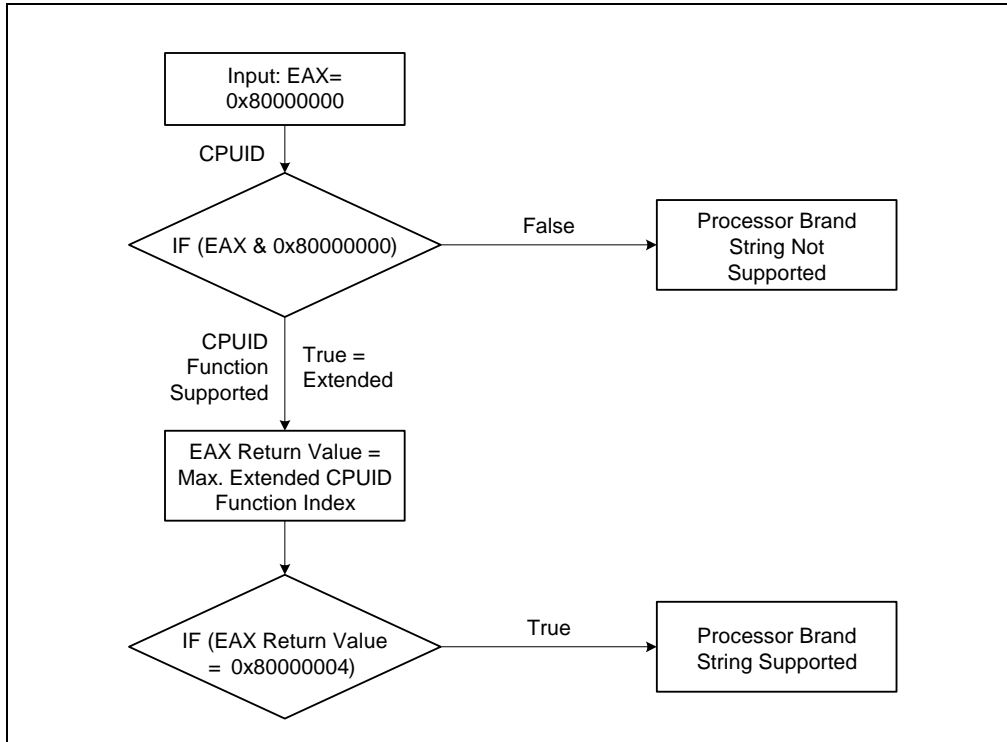 Input: EAX=
0x80000000
CPUID
IF (EAX & 0x80000000)
False
Processor Brand
String Not
Supported
CPUID
Function
Supported
True =
Extended
EAX Return Value =
Max. Extended CPUID
Function Index
IF (EAX Return Value
= 0x80000004)
True
Processor Brand
String Supported